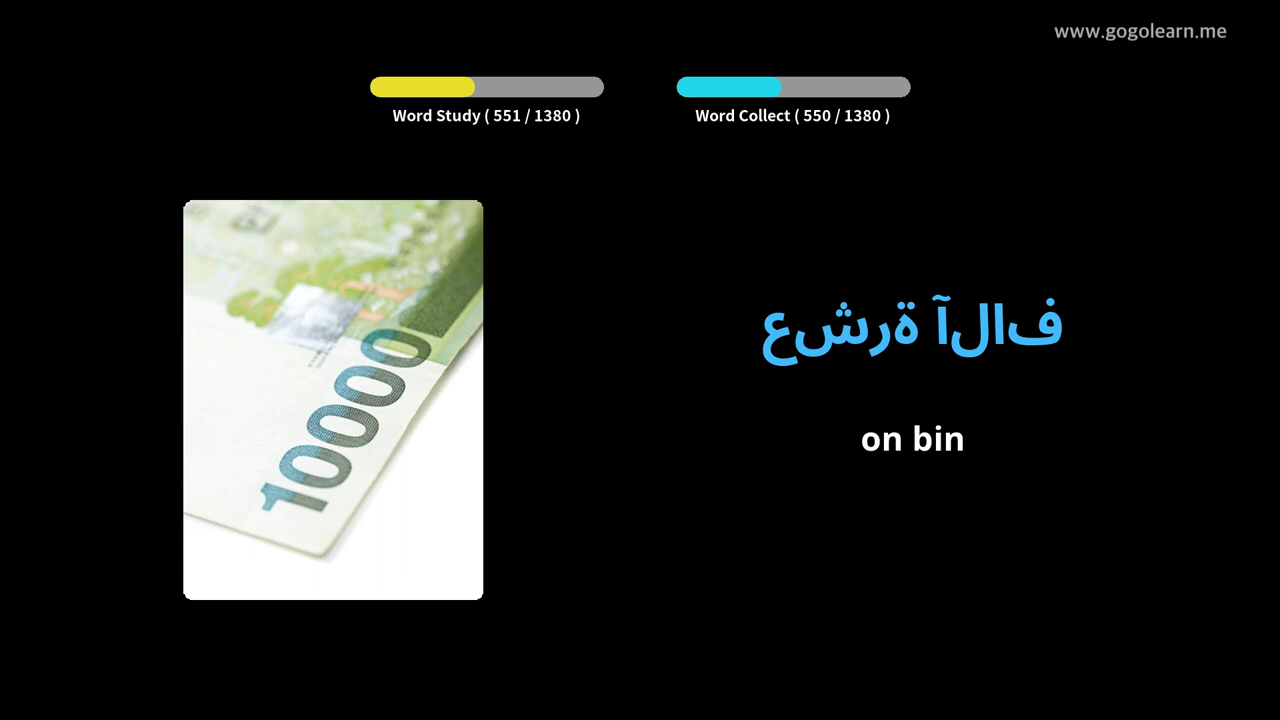 www.gogolearn.me
Word Study ( 551 / 1380 )
Word Collect ( 550 / 1380 )
10000
عشرة آلاف
on bin